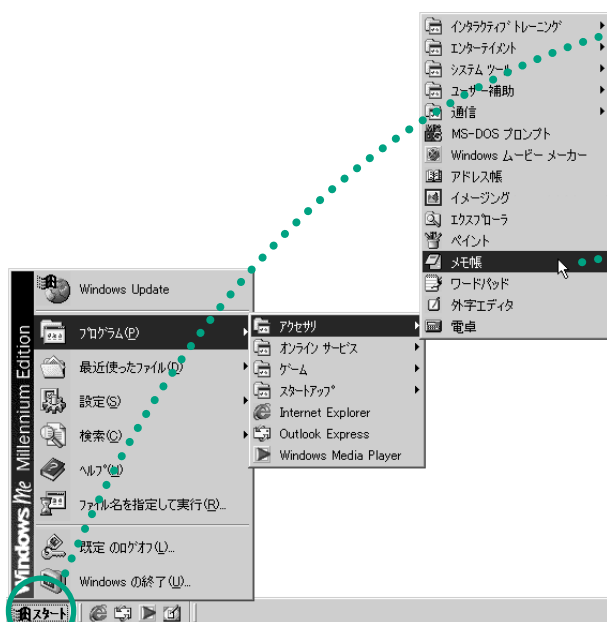 インタラクティブ トレーニング
エンターテイメント
システム ツール
ユーザー補助
通信
MS-DOS プロンプト
Windows ムービー メーカー
アドレス帳
イメージング
エクスプローラ
ペイント
メモ帳
ワードパッド
外字エディタ
電卓
Windows Update
プログラム(P)
最近使ったファイル(D)
設定(S)
検索(C)
ヘルプ(H)
ファイル名を指定して実行(R)...
既定 のログオフ(L)...
Windows の終了(U)...
アクセサリ
オンライン サービス
ゲーム
スタートアップ
Internet Explorer
Outlook Express
Windows Media Player
Windows Me Millennium Edition
スタート